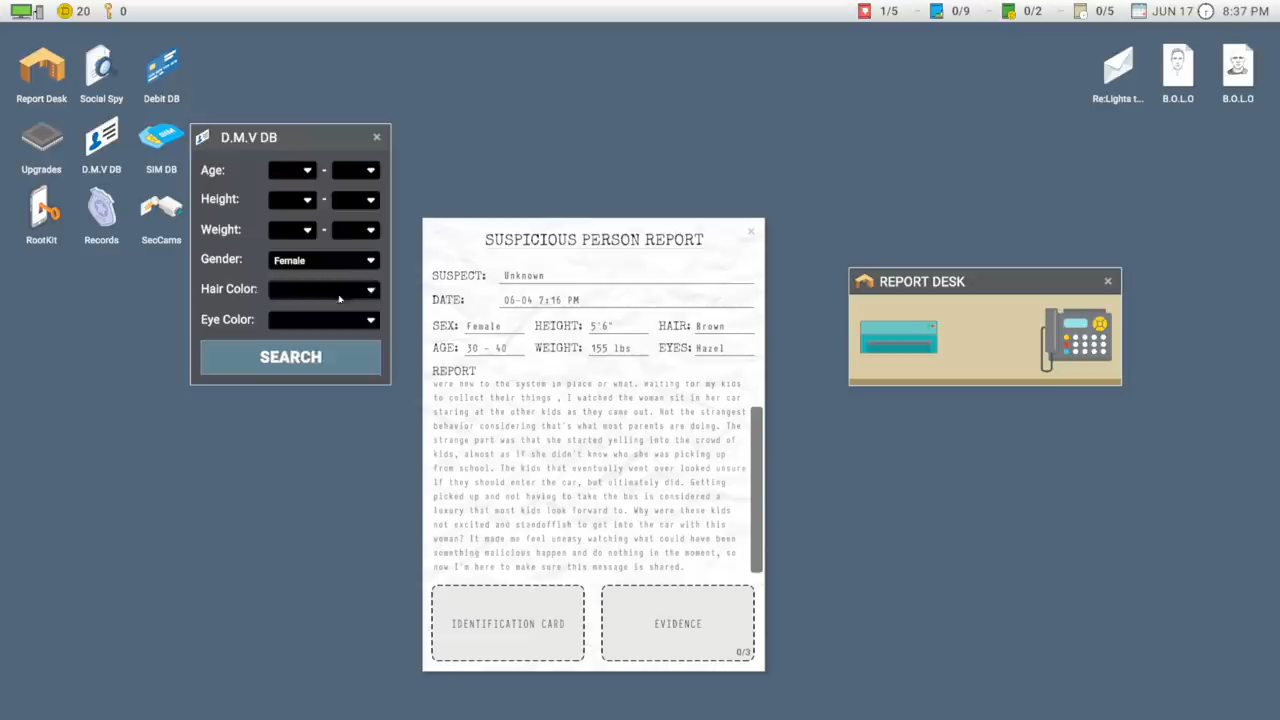 20
0
1/5
0/9
0/2
0/5
JUN 17
8:37 PM
Report Desk
Social Spy
Debit DB
Upgrades
D.M.V DB
SIM DB
RootKit
Records
SecCams
Re:Lights t...
B.O.L.O
B.O.L.O
D.M.V DB
Age:
-
Height:
-
Weight:
-
Gender: Female
Hair Color:
Eye Color:
SEARCH
SUSPICIOUS PERSON REPORT
SUSPECT: Unknown
DATE: 06-04 7:16 PM
SEX: Female HEIGHT: 5'6" HAIR: Brown
AGE: 30 - 40 WEIGHT: 155 lbs EYES: Hazel
REPORT
were new to the system in place or what. Waiting for my kids
to collect their things , I watched the woman sit in her car
staring at the other kids as they came out. Not the strangest
behavior considering that's what most parents are doing. The
strange part was that she started yelling into the crowd of
kids, almost as if she didn't know who she was picking up
from school. The kids that eventually went over looked unsure
if they should enter the car, but ultimately did. Getting
picked up and not having to take the bus is considered a
luxury that most kids look forward to. Why were these kids
not excited and standoffish to get into the car with this
woman? It made me feel uneasy watching what could have been
something malicious happen and do nothing in the moment, so
now I'm here to make sure this message is shared.
IDENTIFICATION CARD
EVIDENCE
0/3
REPORT DESK